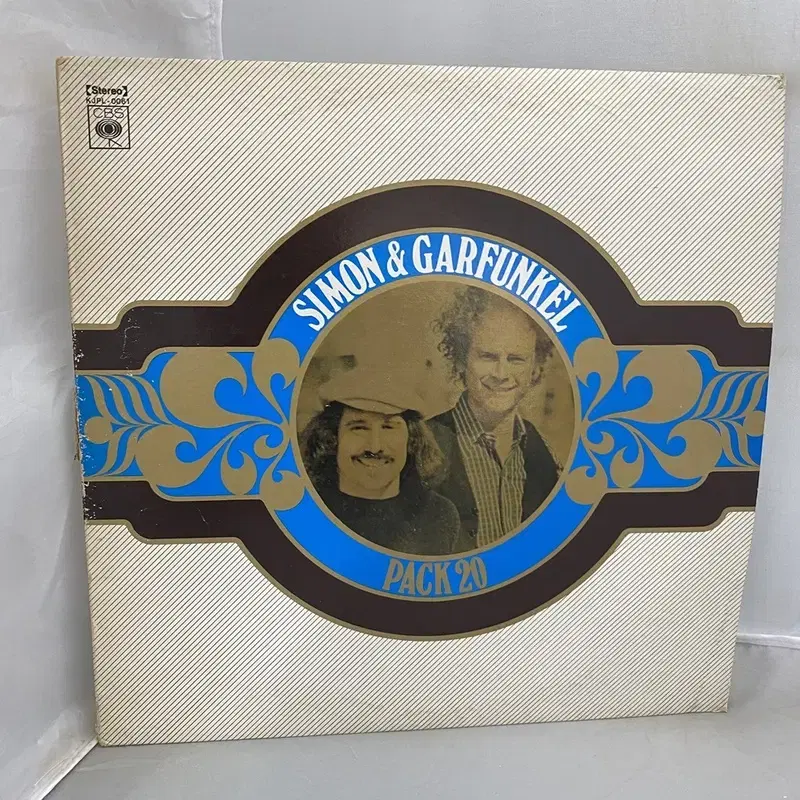 【Stereo】
KJPL-0061
CBS
SIMON & GARFUNKEL
PACK 20